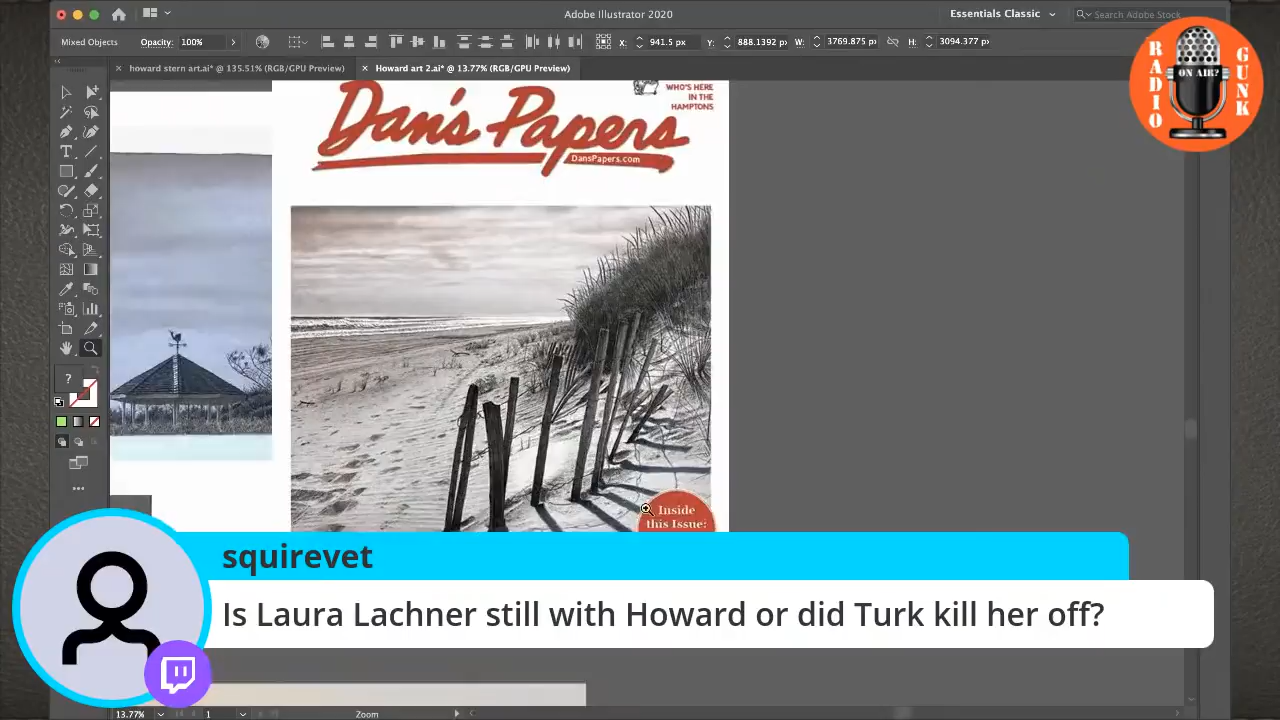 Adobe Illustrator 2020
Essentials Classic
Search Adobe Stock
Mixed Objects
Opacity: 100%
X: 941.5 px
Y: 888.1392 p
W: 3769.875 p
H: 3094.377 p
howard stern art.ai* @ 135.51% (RGB/GPU Preview)
Howard art 2.ai* @ 13.77% (RGB/GPU Preview)
RADIO
ON AIR?
GUNK
WHO'S HERE
IN THE
HAMPTONS
Dan's Papers
DansPapers.com
Inside
this Issue:
squirevet
Is Laura Lachner still with Howard or did Turk kill her off?
13.77%
1
Zoom